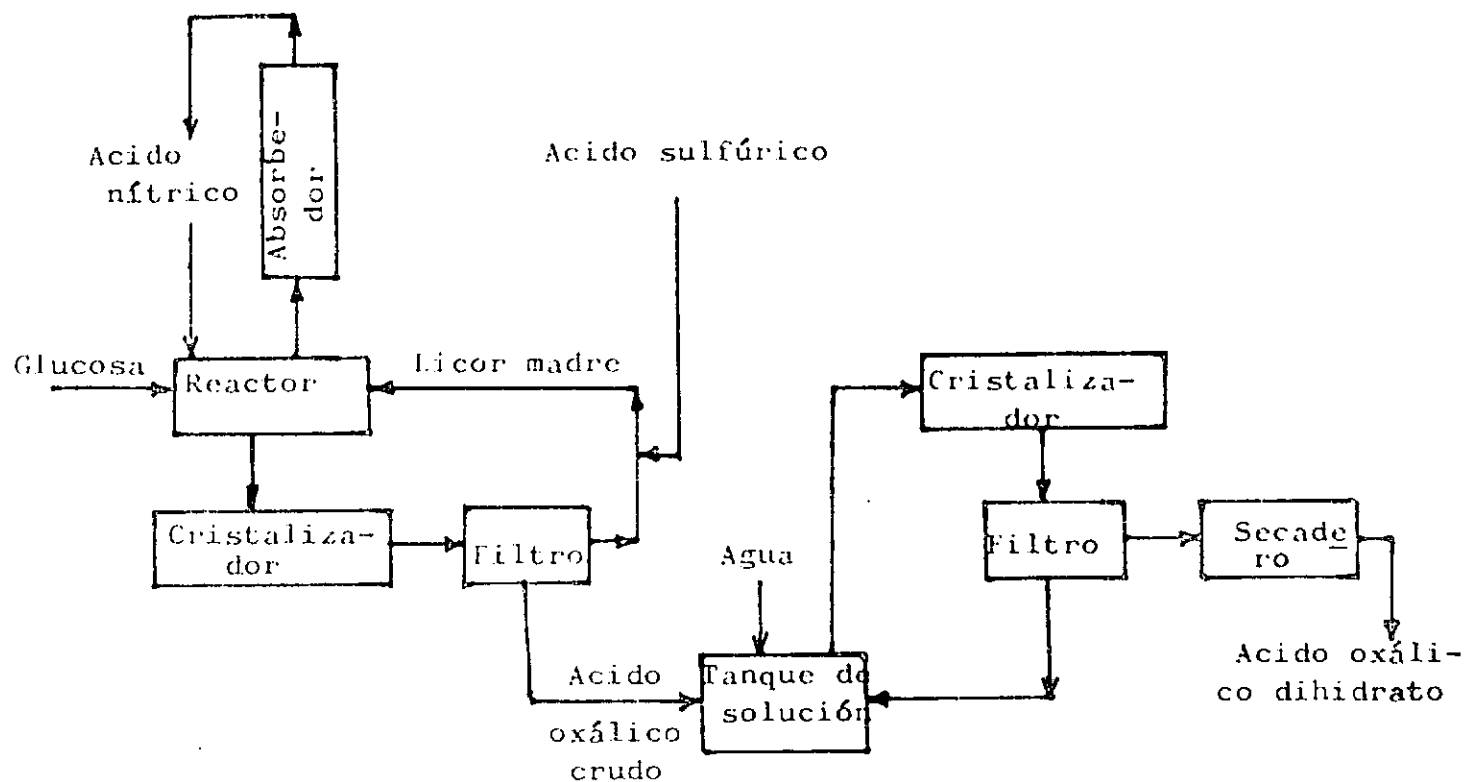 Absorbe-
dor
Acido
nítrico
Acido sulfúrico
Glucosa
Reactor
Licor madre
Cristaliza-
dor
Filtro
Acido
oxálico
crudo
Agua
Tanque de
solución
Cristaliza-
dor
Filtro
Secade
ro
Acido oxáli-
co dihidrato